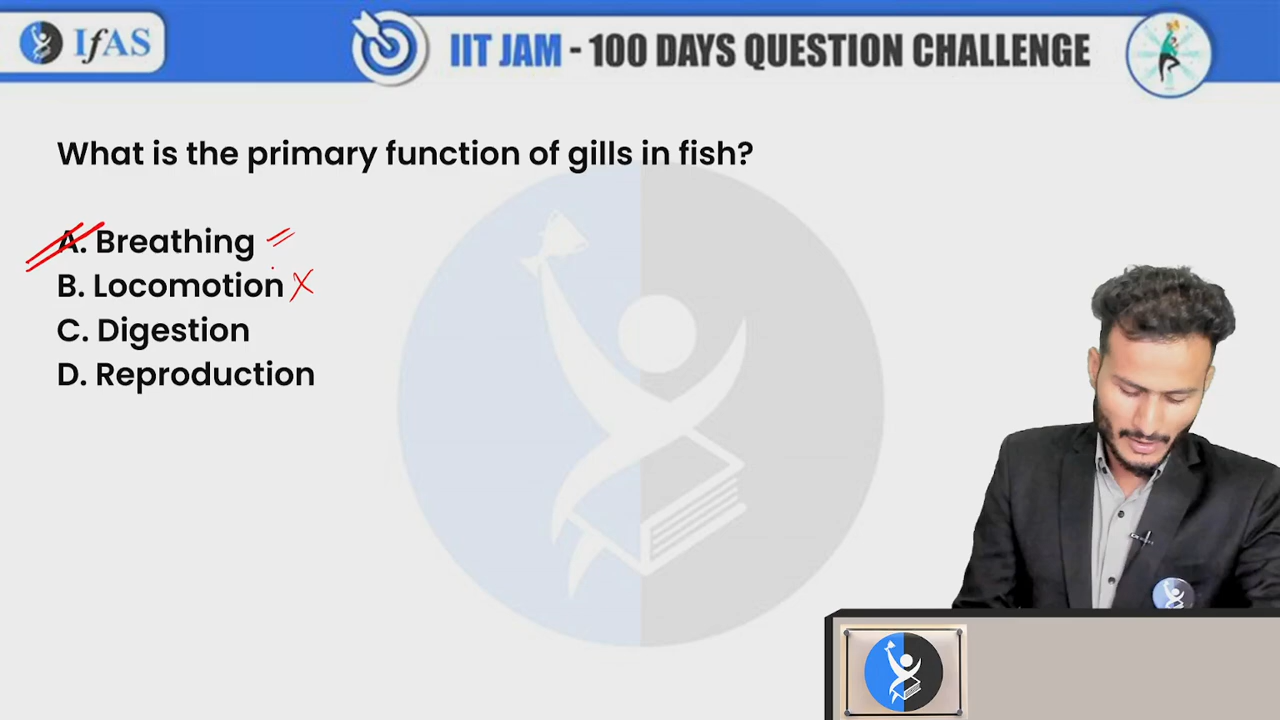 IfAS
IIT JAM - 100 DAYS QUESTION CHALLENGE
What is the primary function of gills in fish?
A. Breathing
B. Locomotion
C. Digestion
D. Reproduction